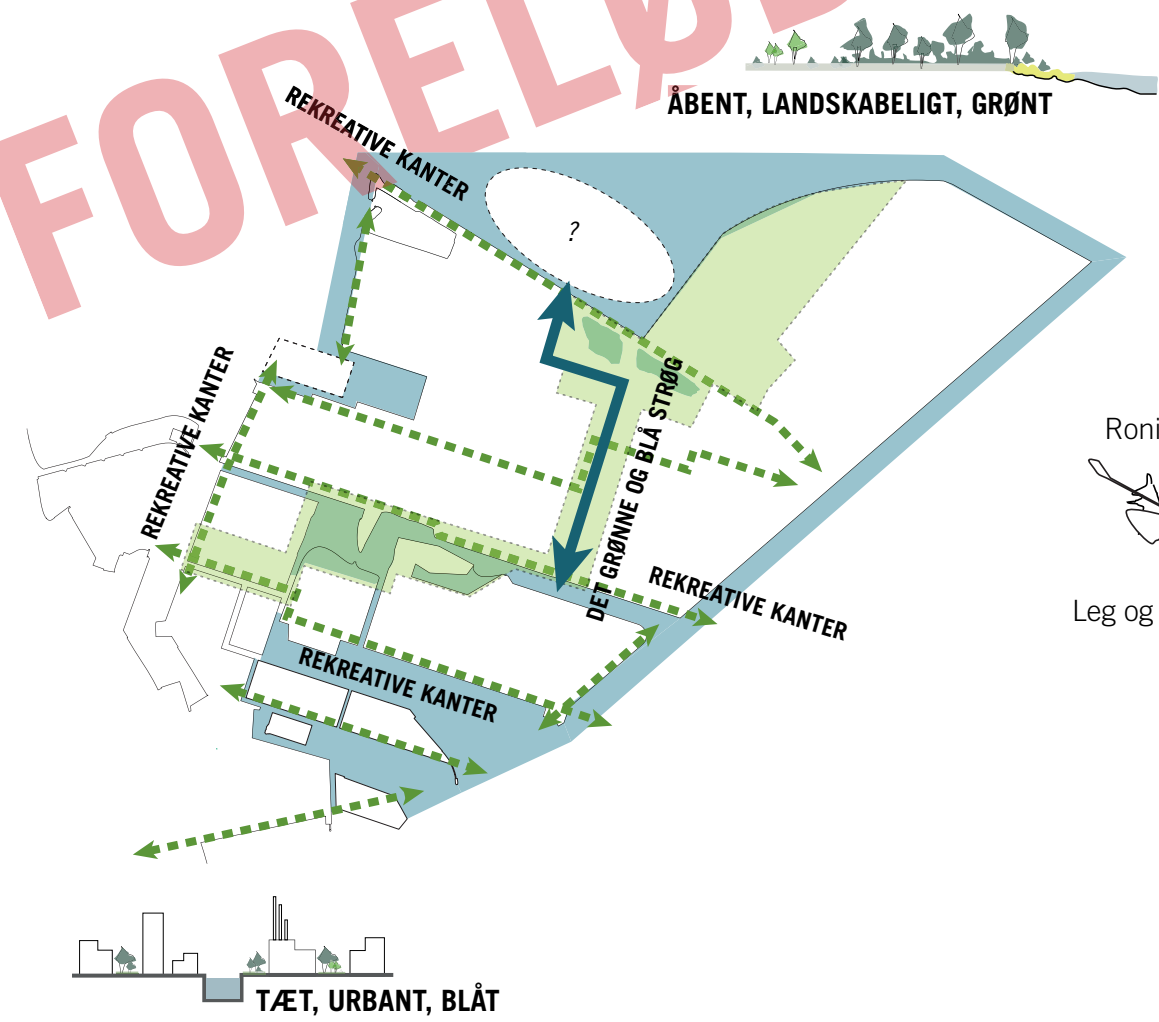 ÅBENT, LANDSKABELIGT, GRØNT
REKREATIVE KANTER
?
REKREATIVE KANTER
DET GRØNNE OG BLÅ STRØG
Roni
Leg og
REKREATIVE KANTER
REKREATIVE KANTER
TÆT, URBANT, BLÅT